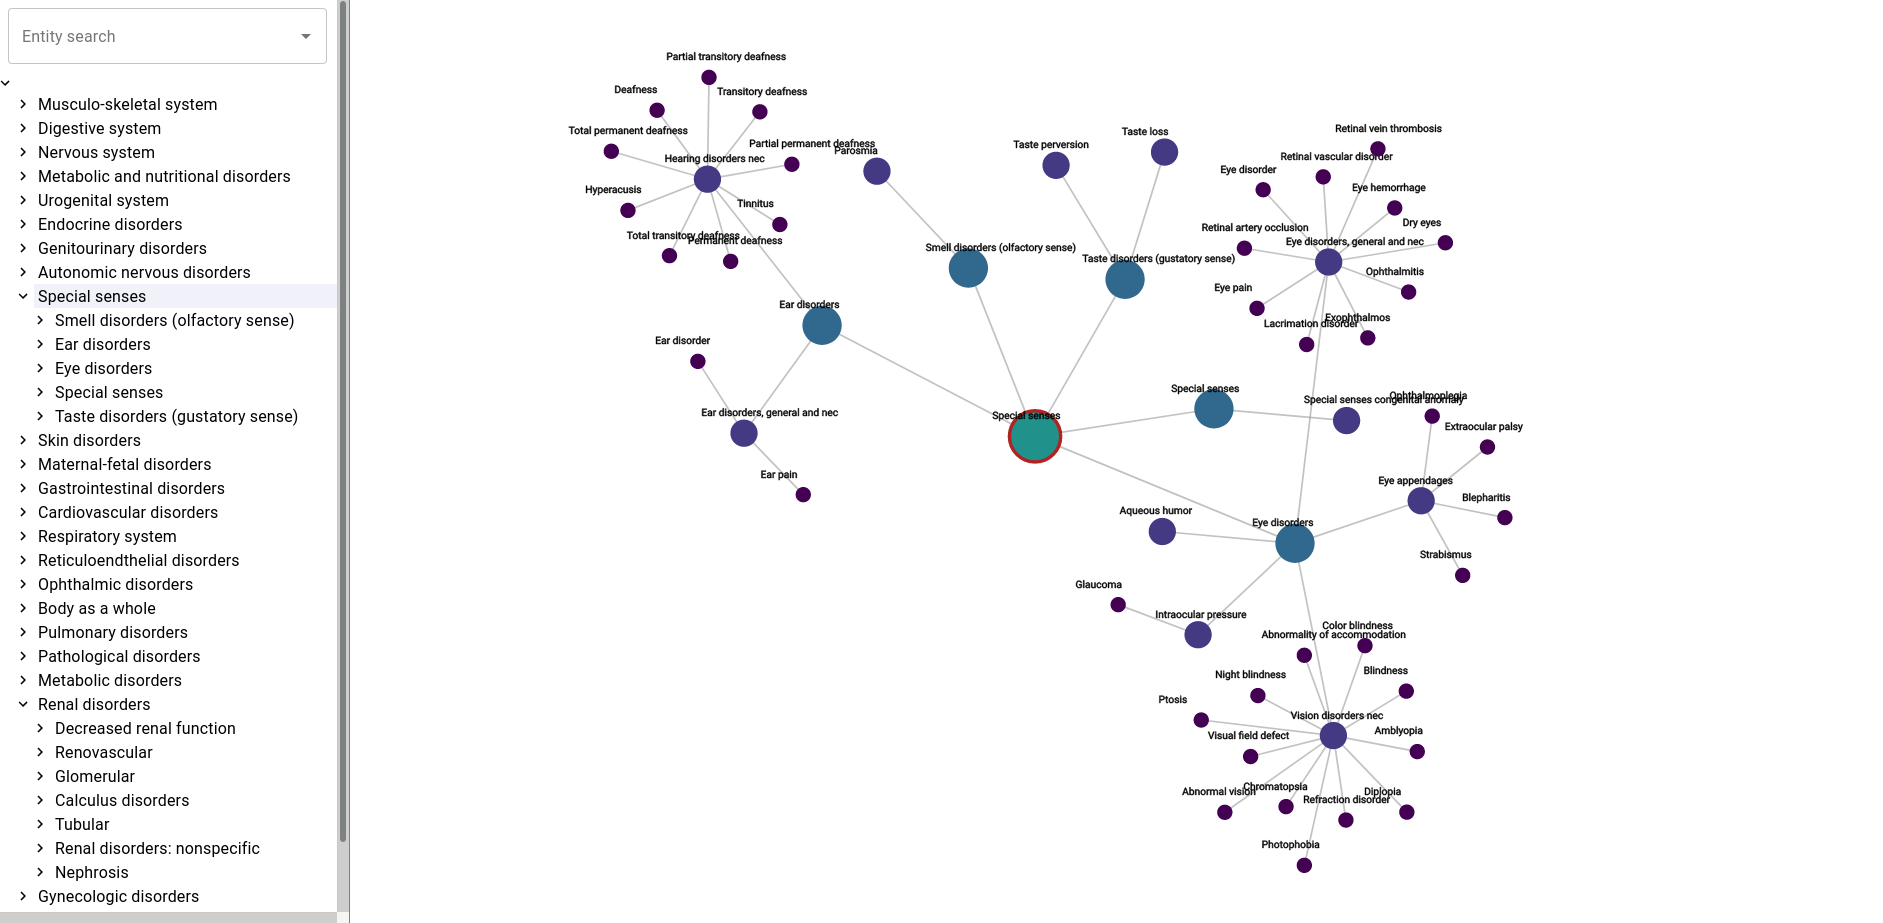 Entity search
Musculo-skeletal system
Digestive system
Nervous system
Metabolic and nutritional disorders
Urogenital system
Endocrine disorders
Genitourinary disorders
Autonomic nervous disorders
Special senses
Smell disorders (olfactory sense)
Ear disorders
Eye disorders
Special senses
Taste disorders (gustatory sense)
Skin disorders
Maternal-fetal disorders
Gastrointestinal disorders
Cardiovascular disorders
Respiratory system
Reticuloendthelial disorders
Ophthalmic disorders
Body as a whole
Pulmonary disorders
Pathological disorders
Metabolic disorders
Renal disorders
Decreased renal function
Renovascular
Glomerular
Calculus disorders
Tubular
Renal disorders: nonspecific
Nephrosis
Gynecologic disorders
Partial transitory deafness
Deafness
Transitory deafness
Total permanent deafness
Partial permanent deafness
Hearing disorders nec
Parosmia
Hyperacusis
Tinnitus
Total transitory deafness
Permanent deafness
Ear disorders
Ear disorder
Ear disorders, general and nec
Ear pain
Smell disorders (olfactory sense)
Taste perversion
Taste loss
Taste disorders (gustatory sense)
Special senses
Special senses
Special senses congenital anomaly
Retinal vein thrombosis
Retinal vascular disorder
Eye disorder
Eye hemorrhage
Dry eyes
Retinal artery occlusion
Eye disorders, general and nec
Ophthalmitis
Eye pain
Exophthalmos
Lacrimation disorder
Ophthalmoplegia
Extraocular palsy
Eye appendages
Blepharitis
Strabismus
Aqueous humor
Eye disorders
Glaucoma
Intraocular pressure
Color blindness
Abnormality of accommodation
Night blindness
Blindness
Ptosis
Vision disorders nec
Visual field defect
Amblyopia
Abnormal vision
Chromatopsia
Refraction disorder
Diplopia
Photophobia